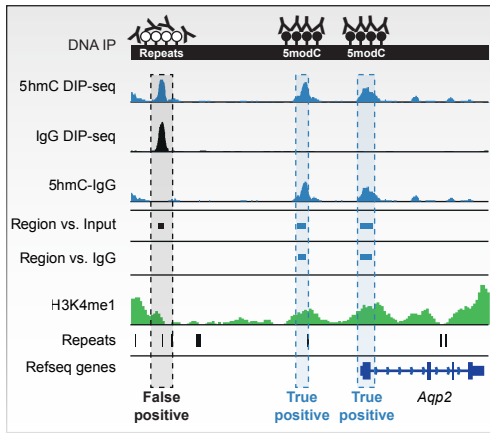 DNA IP
Repeats 5modC 5modC
5hmC DIP-seq
IgG DIP-seq
5hmC-IgG
Region vs. Input
Region vs. IgG
H3K4me1
Repeats
Refseq genes
False positive
True positive
True positive
Aqp2